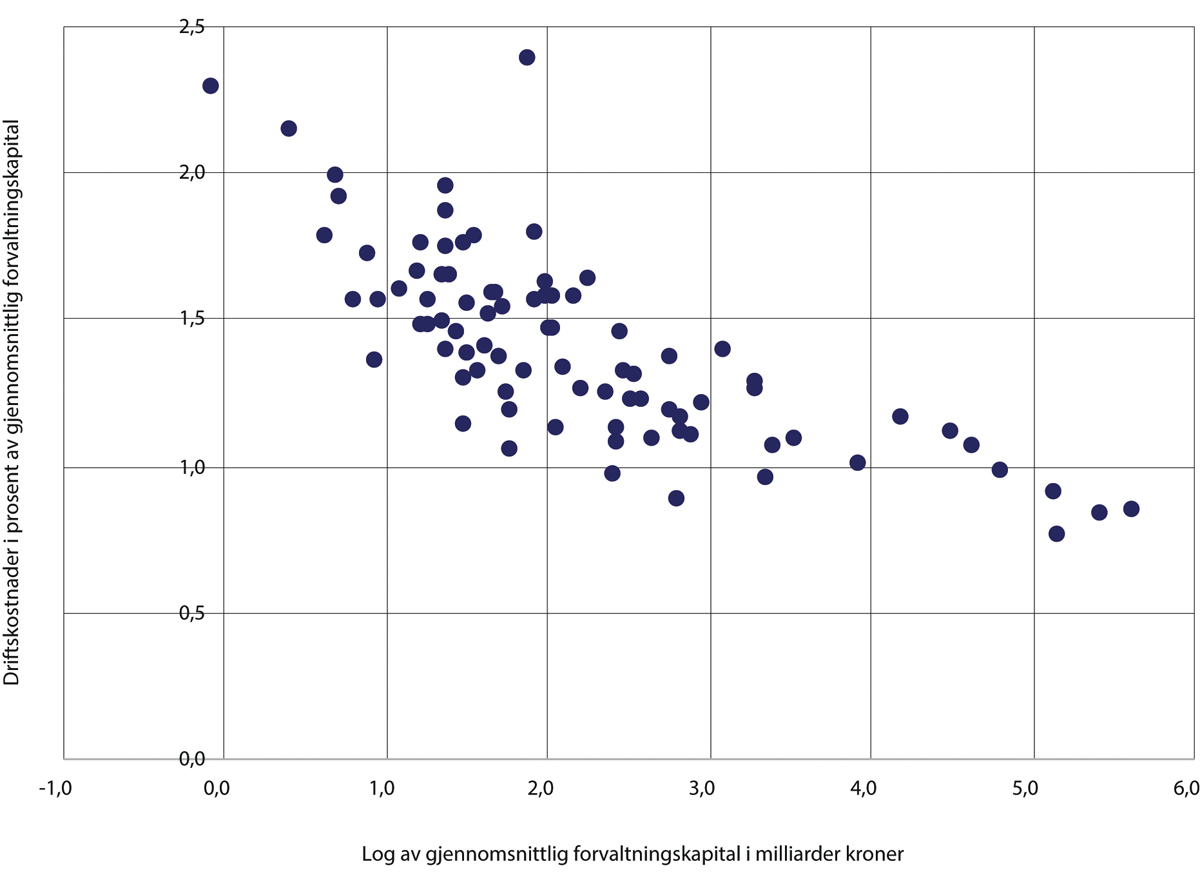 Driftskostnader i prosent av gjennomsnittlig forvaltningskapital
2,5
2,0
1,5
1,0
0,5
0,0
-1,0 0,0 1,0 2,0 3,0 4,0 5,0 6,0
Log av gjennomsnittlig forvaltningskapital i milliarder kroner